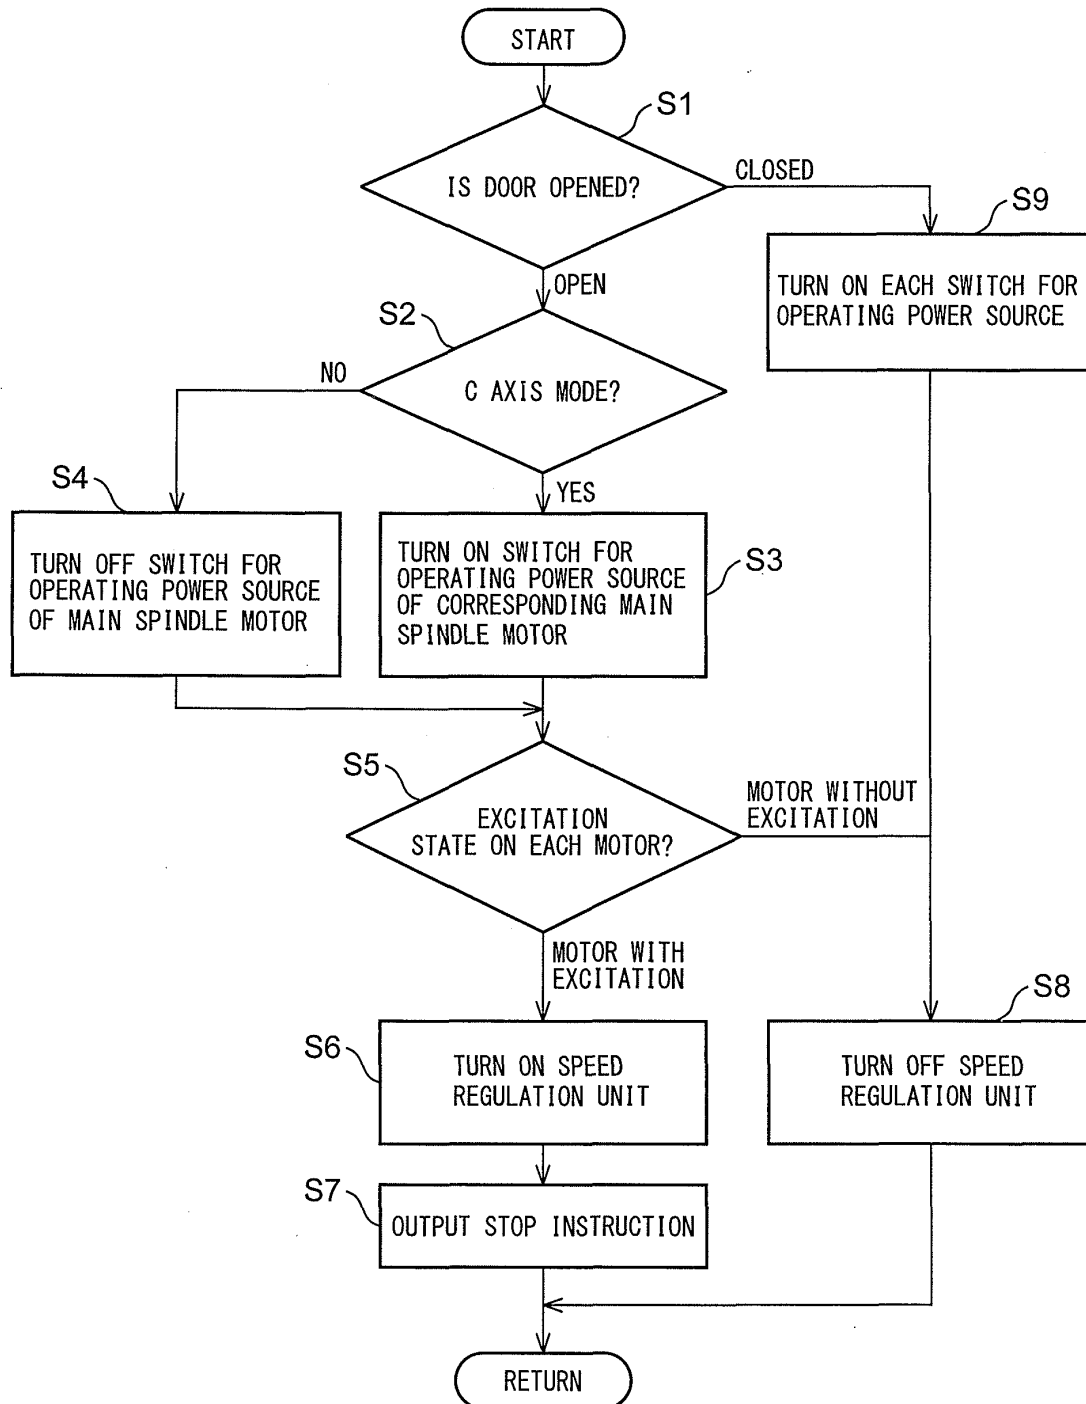 START
S1
IS DOOR OPENED?
CLOSED
S9
TURN ON EACH SWITCH FOR
OPERATING POWER SOURCE
OPEN
S2
C AXIS MODE?
NO
YES
S4
TURN OFF SWITCH FOR
OPERATING POWER SOURCE
OF MAIN SPINDLE MOTOR
TURN ON SWITCH FOR
OPERATING POWER SOURCE
OF CORRESPONDING MAIN
SPINDLE MOTOR
S3
S5
EXCITATION
STATE ON EACH MOTOR?
MOTOR WITHOUT
EXCITATION
MOTOR WITH
EXCITATION
S6
TURN ON SPEED
REGULATION UNIT
S8
TURN OFF SPEED
REGULATION UNIT
S7
OUTPUT STOP INSTRUCTION
RETURN